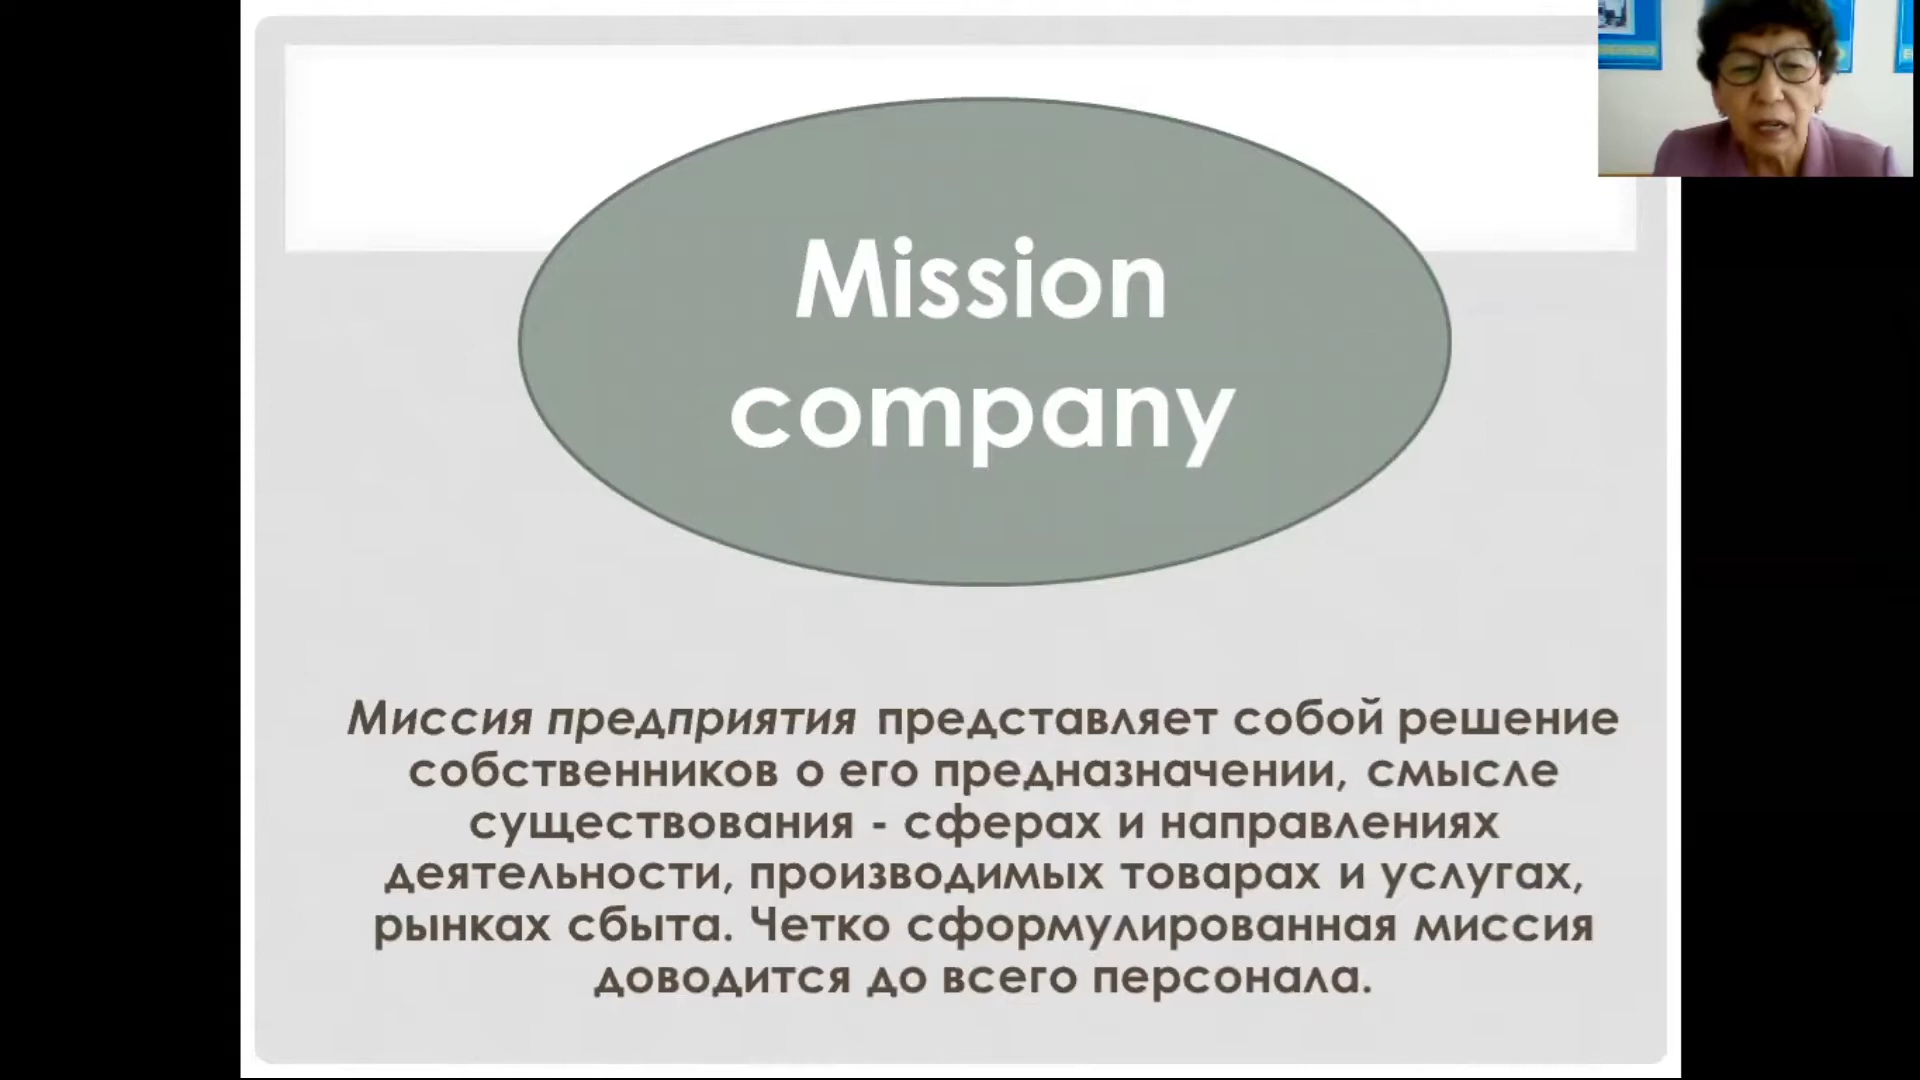 Mission
company
Миссия предприятия представляет собой решение
собственников о его предназначении, смысле
существования - сферах и направлениях
деятельности, производимых товарах и услугах,
рынках сбыта. Четко сформулированная миссия
доводится до всего персонала.